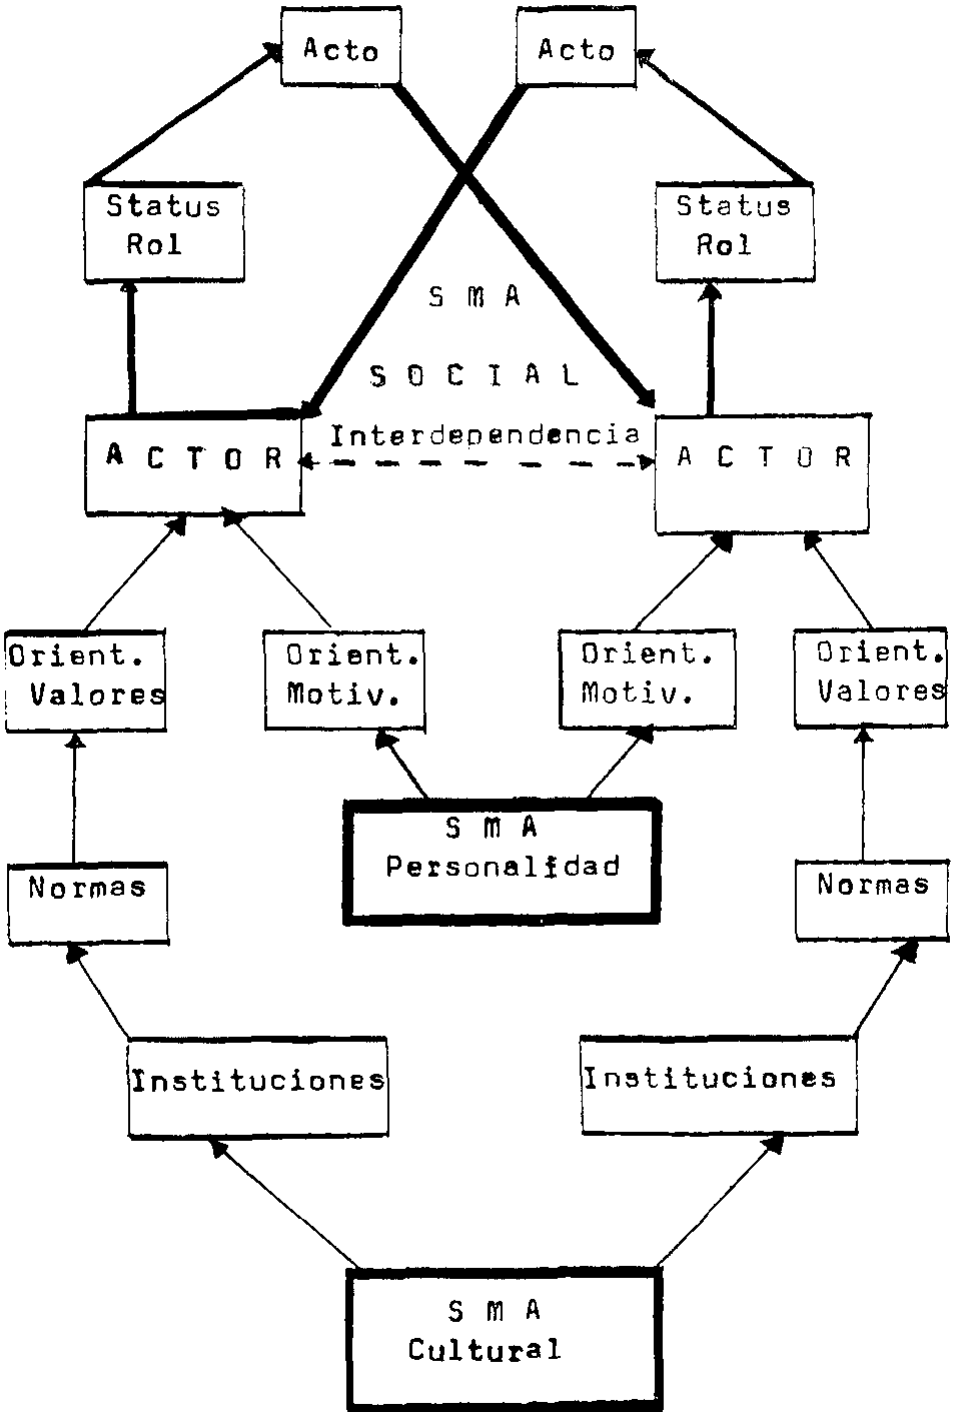 Acto
Acto
Status
Rol
Status
Rol
S M A
S O C I A L
Interdependencia
A C T O R
A C T O R
Orient.
Valores
Orient.
Motiv.
Orient.
Motiv.
Orient.
Valores
S M A
Personalidad
Normas
Normas
Instituciones
Instituciones
S M A
Cultural